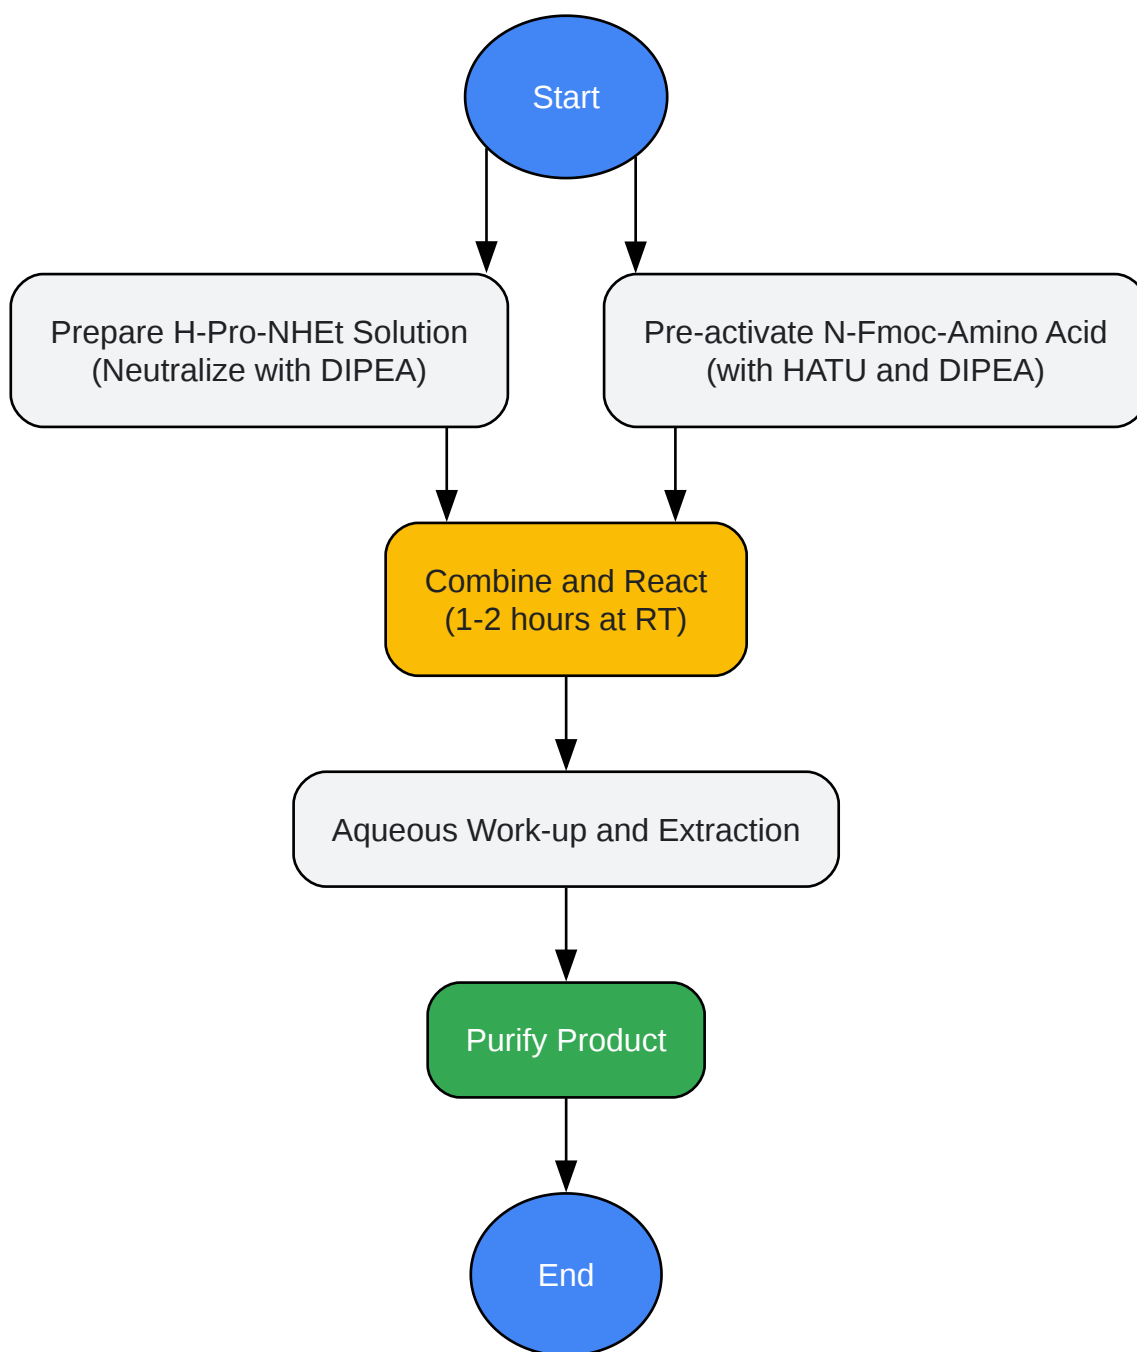 Start
Prepare H-Pro-NHEt Solution
(Neutralize with DIPEA)
Pre-activate N-Fmoc-Amino Acid
(with HATU and DIPEA)
Combine and React
(1-2 hours at RT)
Aqueous Work-up and Extraction
Purify Product
End